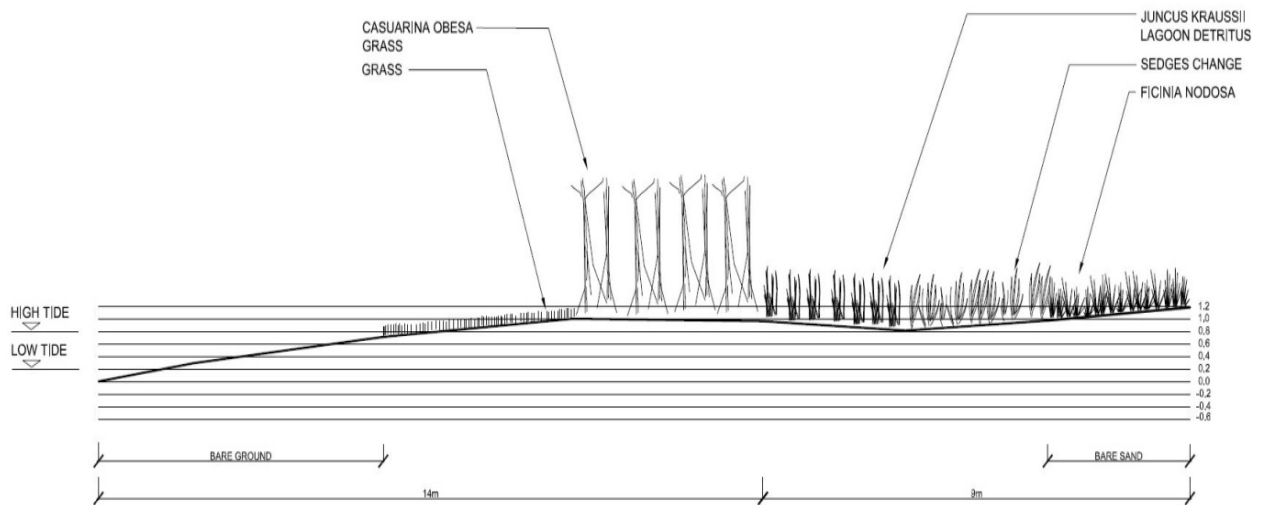 CASUARINA OBESA
GRASS
GRASS
JUNCUS KRAUSSII
LAGOON DETRITUS
SEDGES CHANGE
FICINIA NODOSA
HIGH TIDE
LOW TIDE
1,2
1,0
0,8
0,6
0,4
0,2
0,0
-0,2
-0,4
-0,6
BARE GROUND
BARE SAND
14m
9m